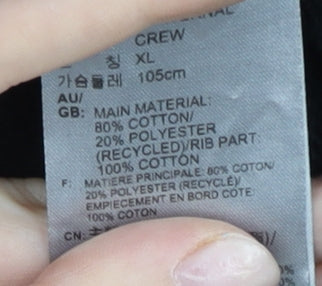 CREW
칭 XL
가슴둘레 105cm
AU/
GB: MAIN MATERIAL:
80% COTTON/
20% POLYESTER
(RECYCLED)/RIB PART:
100% COTTON
F: MATIERE PRINCIPALE: 80% COTON/
20% POLYESTER (RECYCLÉ)/
EMPIECEMENT EN BORD COTE:
100% COTON
CN: